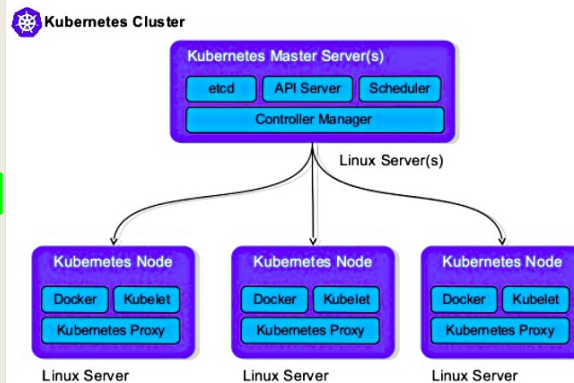 Kubernetes Cluster
Kubernetes Master Server(s)
etcd API Server Scheduler
Controller Manager
Linux Server(s)
Kubernetes Node Kubernetes Node Kubernetes Node
Docker Kubelet Docker Kubelet Docker Kubelet
Kubernetes Proxy Kubernetes Proxy Kubernetes Proxy
Linux Server Linux Server Linux Server